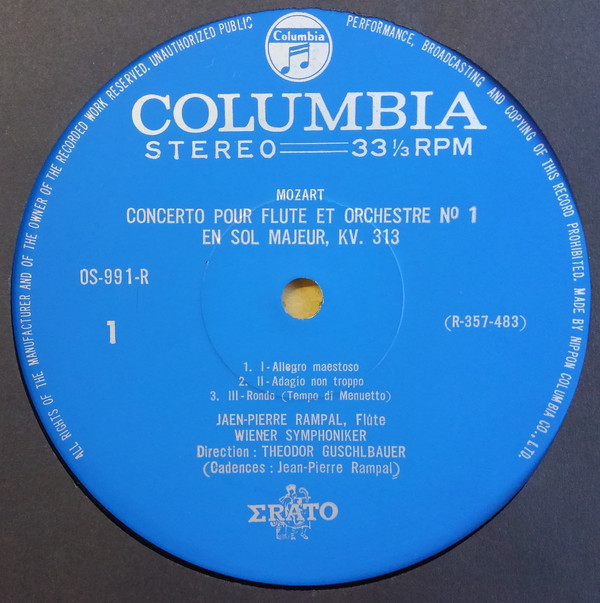 ALL RIGHTS OF THE MANUFACTURER AND OF THE OWNER OF THE RECORDED WORK RESERVED. UNAUTHORIZED PUBLIC PERFORMANCE, BROADCASTING AND COPYING OF THIS RECORD PROHIBITED. MADE BY NIPPON COLUMBIA CO., LTD.
Columbia
COLUMBIA
STEREO 33 1/3 RPM
MOZART
CONCERTO POUR FLUTE ET ORCHESTRE Nº 1
EN SOL MAJEUR, KV. 313
OS-991-R
1
(R-357-483)
1. I-Allegro maestoso
2. II-Adagio non troppo
3. III-Rondo (Tempo di Menuetto)
JAEN-PIERRE RAMPAL, Flûte
WIENER SYMPHONIKER
Direction : THEODOR GUSCHLBAUER
(Cadences : Jean-Pierre Rampal)
ΣRATO